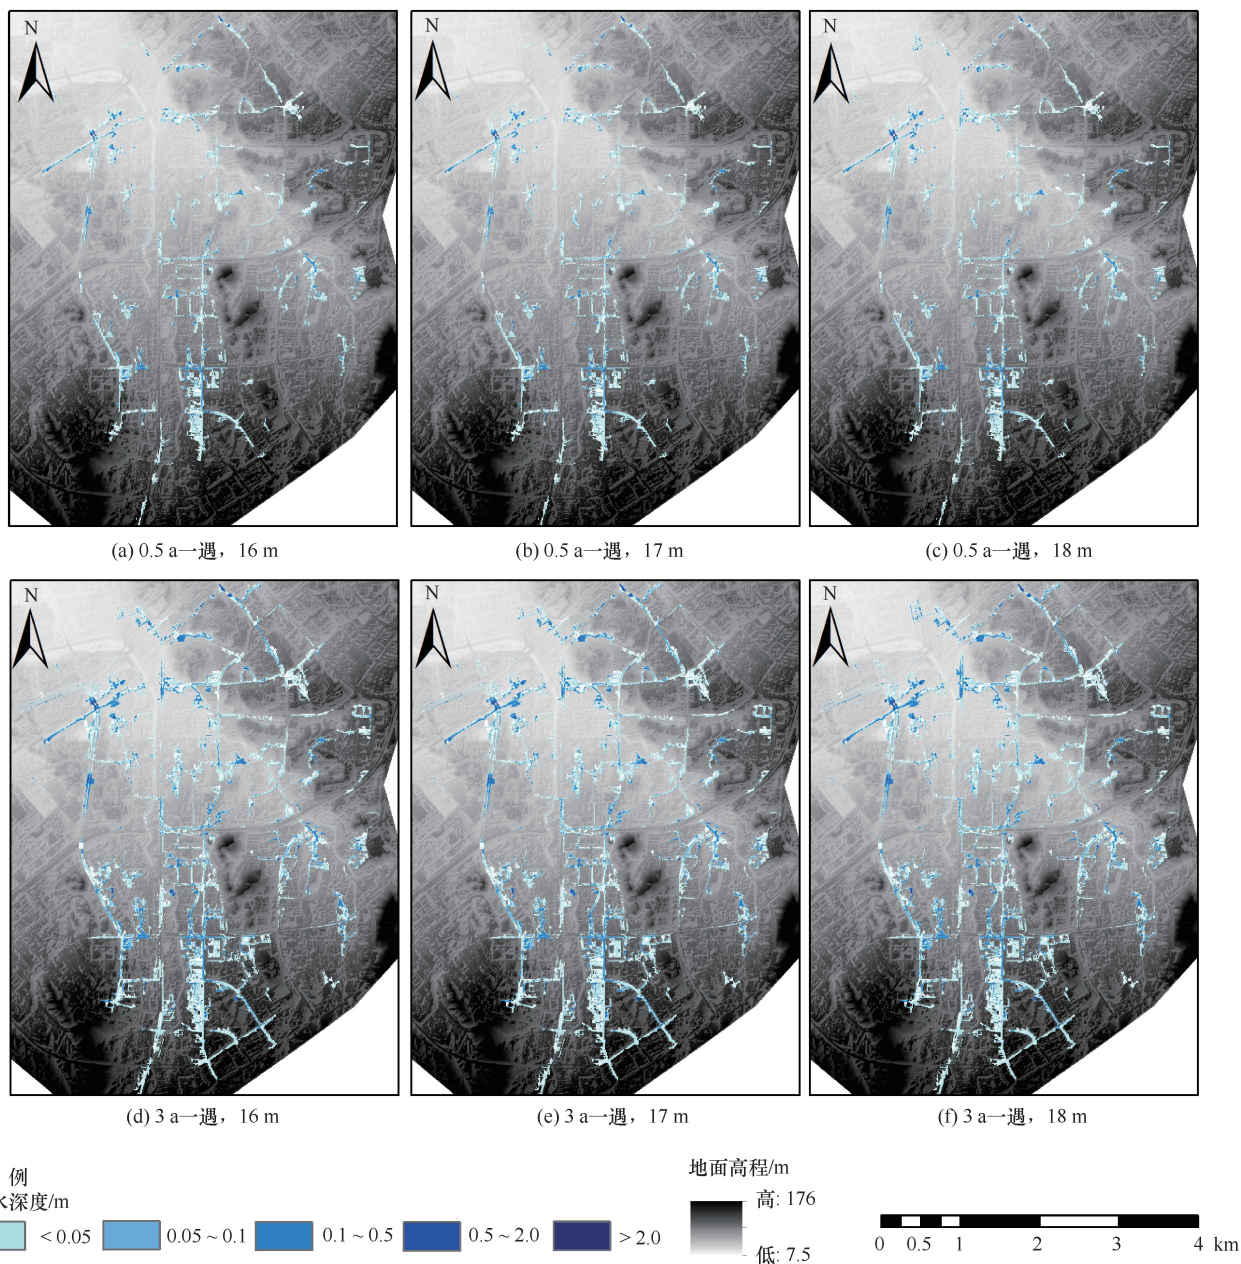 N N N
(a) 0.5 a一遇，16 m
(b) 0.5 a一遇，17 m
(c) 0.5 a一遇，18 m
N N N
(d) 3 a一遇，16 m
(e) 3 a一遇，17 m
(f) 3 a一遇，18 m
例
水深度/m
< 0.05
0.05 ~ 0.1
0.1 ~ 0.5
0.5 ~ 2.0
> 2.0
地面高程/m
高: 176
低: 7.5
0 0.5 1 2 3 4 km